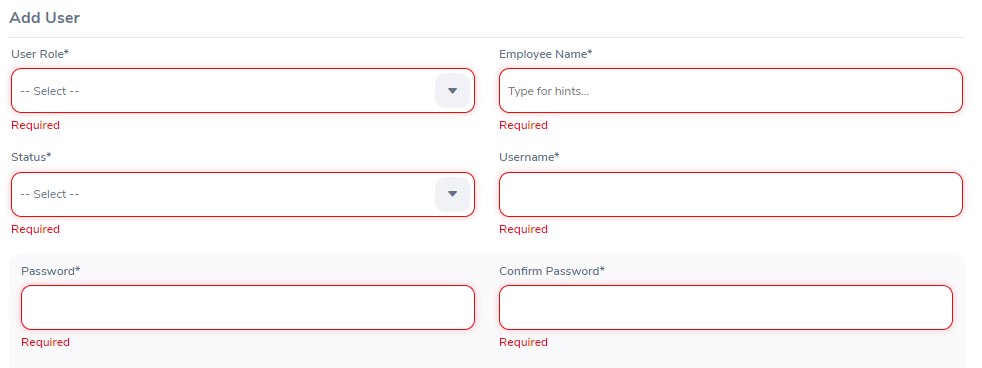 Add User
User Role*
Employee Name*
-- Select --
Type for hints...
Required
Required
Status*
Username*
-- Select --
Required
Required
Password*
Confirm Password*
Required
Required